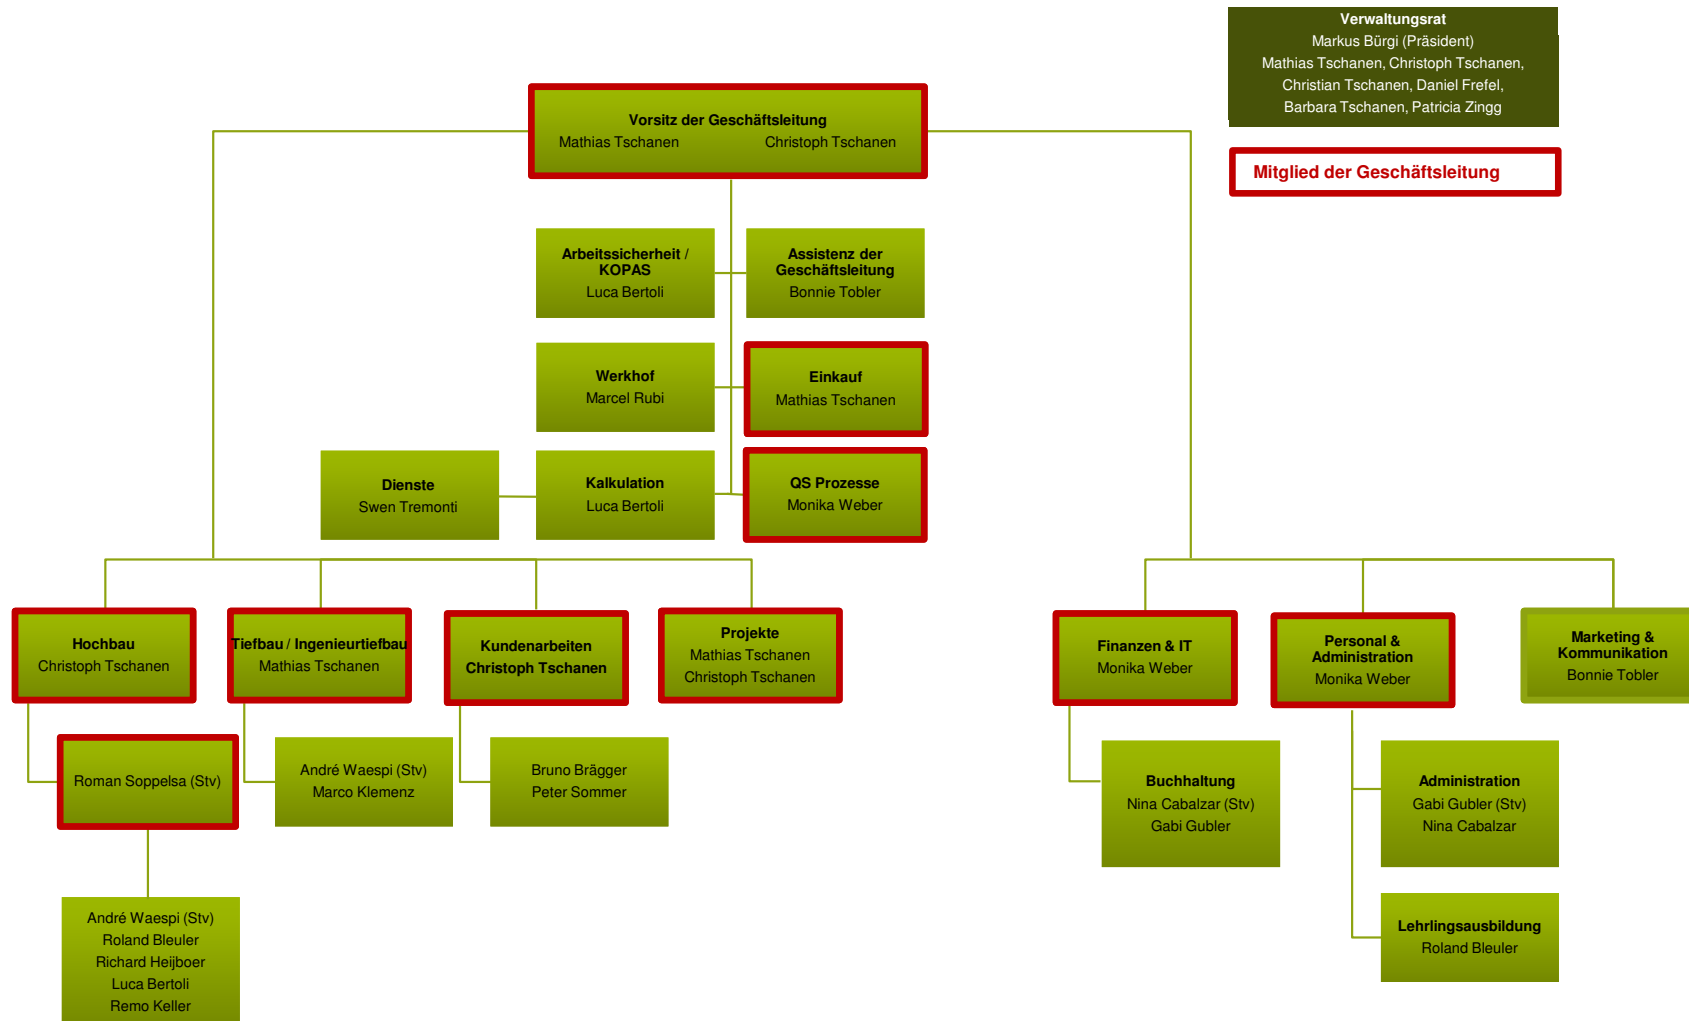 Verwaltungsrat
Markus Bürgi (Präsident)
Mathias Tschanen, Christoph Tschanen,
Christian Tschanen, Daniel Frefel,
Barbara Tschanen, Patricia Zingg
Mitglied der Geschäftsleitung
Vorsitz der Geschäftsleitung
Mathias Tschanen Christoph Tschanen
Arbeitssicherheit /
KOPAS
Luca Bertoli
Assistenz der
Geschäftsleitung
Bonnie Tobler
Werkhof
Marcel Rubi
Einkauf
Mathias Tschanen
Dienste
Swen Tremonti
Kalkulation
Luca Bertoli
QS Prozesse
Monika Weber
Hochbau
Christoph Tschanen
Tiefbau / Ingenieurtiefbau
Mathias Tschanen
Kundenarbeiten
Christoph Tschanen
Projekte
Mathias Tschanen
Christoph Tschanen
Finanzen & IT
Monika Weber
Personal &
Administration
Monika Weber
Marketing &
Kommunikation
Bonnie Tobler
Roman Soppelsa (Stv)
André Waespi (Stv)
Marco Klemenz
Bruno Brägger
Peter Sommer
Buchhaltung
Nina Cabalzar (Stv)
Gabi Gubler
Administration
Gabi Gubler (Stv)
Nina Cabalzar
André Waespi (Stv)
Roland Bleuler
Richard Heijboer
Luca Bertoli
Remo Keller
Lehrlingsausbildung
Roland Bleuler